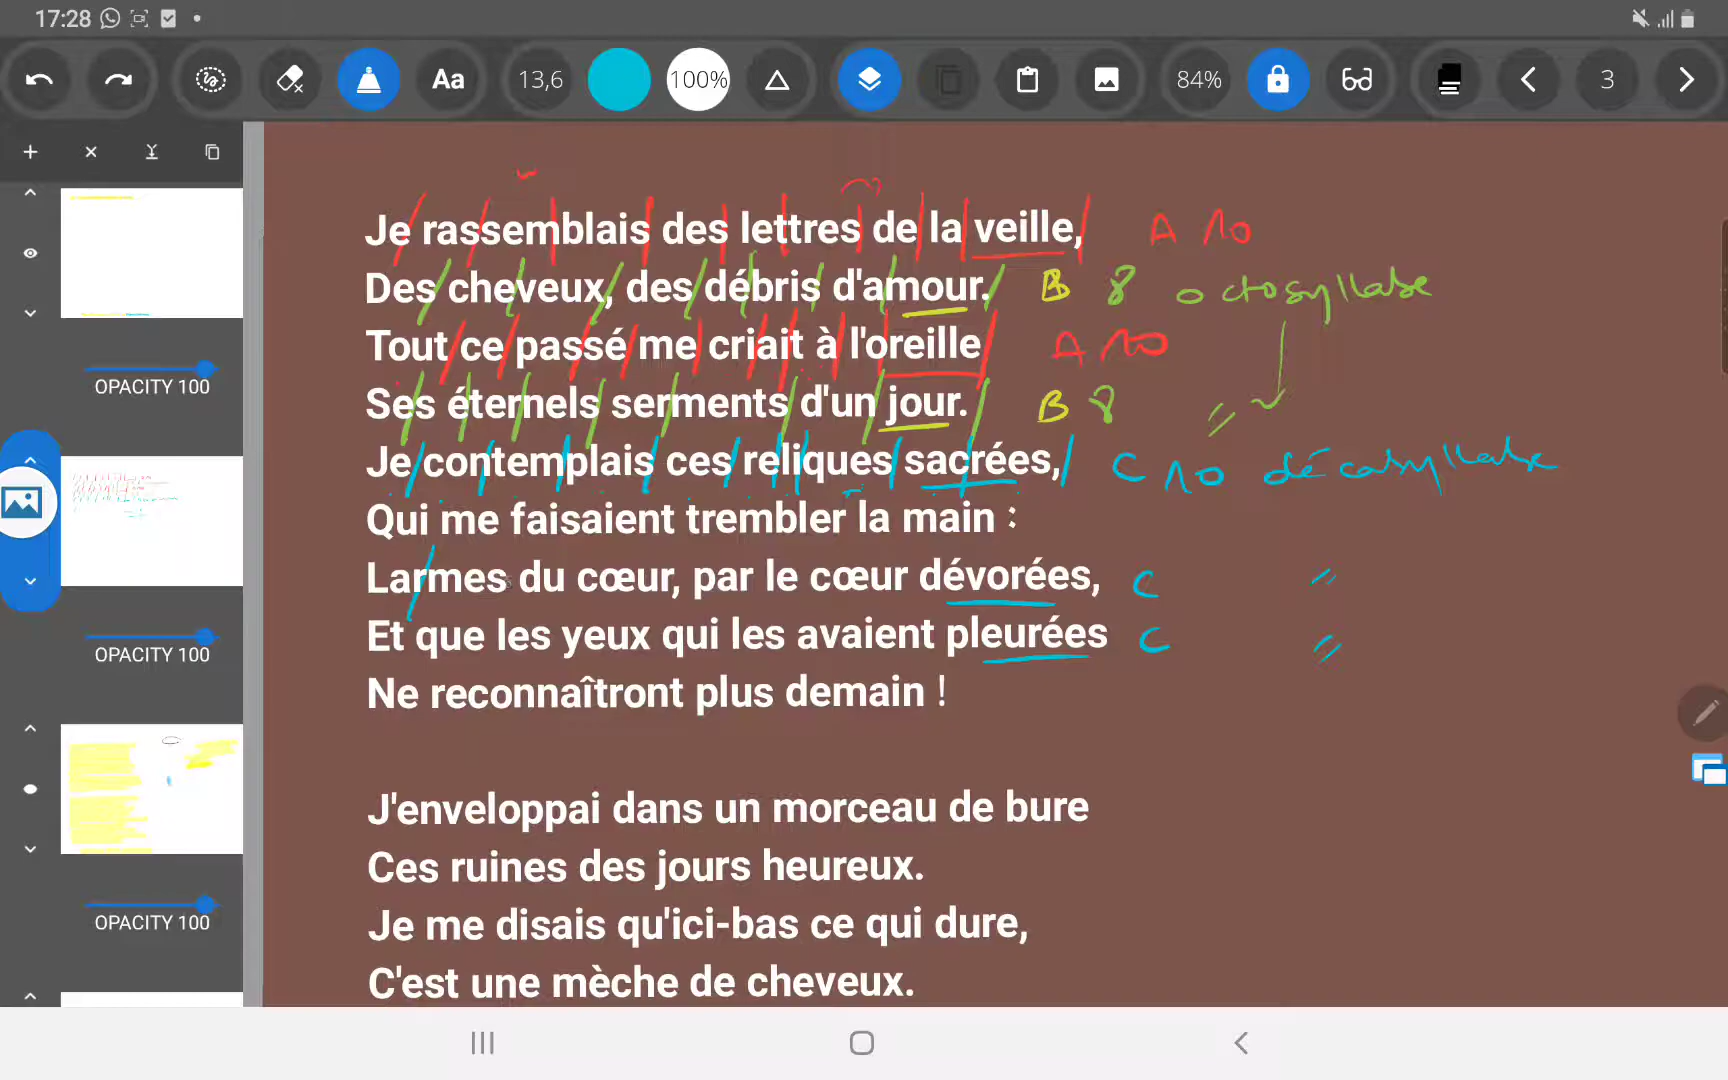 17:28
Aa 13,6 100% 84% 3
Je rassemblais des lettres de la veille, A 10
Des cheveux, des débris d'amour. B 8 octosyllabe
Tout ce passé me criait à l'oreille A 10
Ses éternels serments d'un jour. B 8 =
Je contemplais ces reliques sacrées, C 10 décasyllabe
Qui me faisaient trembler la main :
Larmes du cœur, par le cœur dévorées, C =
Et que les yeux qui les avaient pleurées C =
Ne reconnaîtront plus demain !
J'enveloppai dans un morceau de bure
Ces ruines des jours heureux.
Je me disais qu'ici-bas ce qui dure,
C'est une mèche de cheveux.
OPACITY 100
OPACITY 100
OPACITY 100